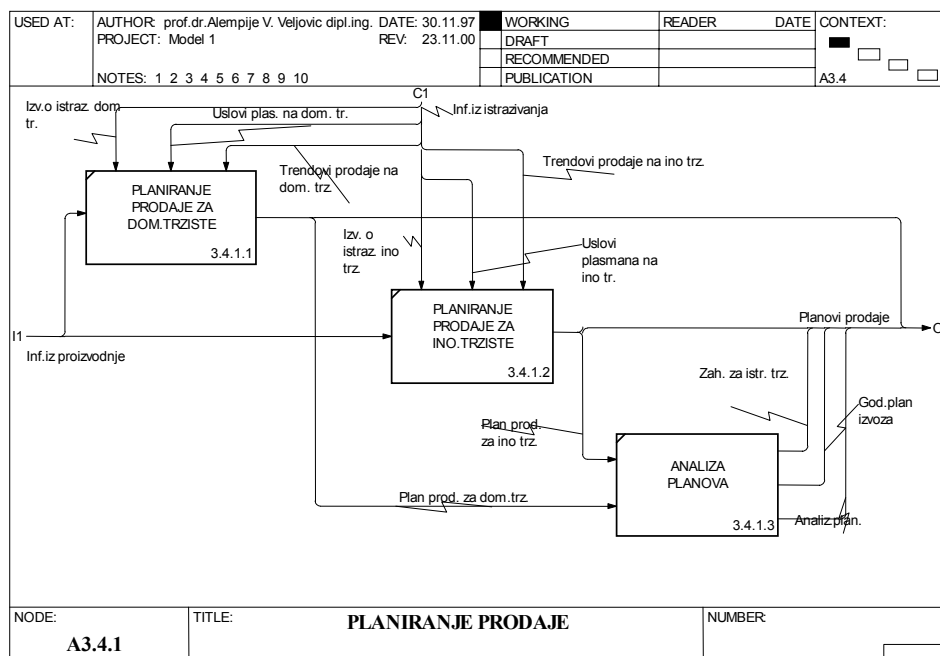 USED AT:
AUTHOR: prof.dr.Alempije V. Veljovic dipl.ing.
DATE: 30.11.97
PROJECT: Model 1
REV: 23.11.00
NOTES: 1 2 3 4 5 6 7 8 9 10
WORKING
DRAFT
RECOMMENDED
PUBLICATION
READER
DATE
CONTEXT:
A3.4
C1
Izv.o istraz. dom
tr.
Uslovi plas. na dom. tr.
Inf.iz istrazivanja
Trendovi prodaje na
dom. trz.
Trendovi prodaje na ino trz.
PLANIRANJE
PRODAJE ZA
DOM.TRZISTE
3.4.1.1
Izv. o
istraz. ino
trz.
Uslovi
plasmana na
ino tr.
PLANIRANJE
PRODAJE ZA
INO.TRZISTE
3.4.1.2
I1
Inf.iz proizvodnje
Planovi prodaje
O
Zah. za istr. trz.
God.plan
izvoza
Plan prod.
za ino trz.
ANALIZA
PLANOVA
3.4.1.3
Plan prod. za dom.trz.
Analiz.plan.
NODE:
A3.4.1
TITLE:
PLANIRANJE PRODAJE
NUMBER: